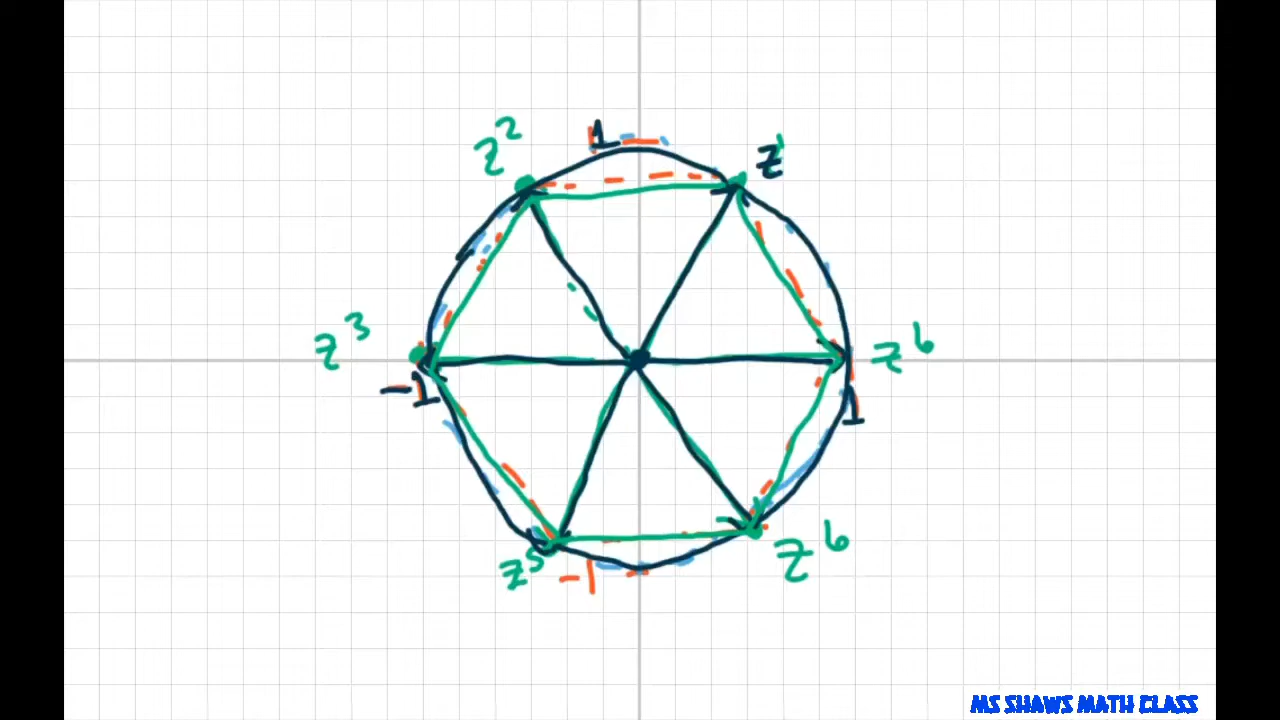 1
z²
z¹
z³
z⁶
-1
1
z⁵
z⁶
-1
MS SHAWS MATH CLASS